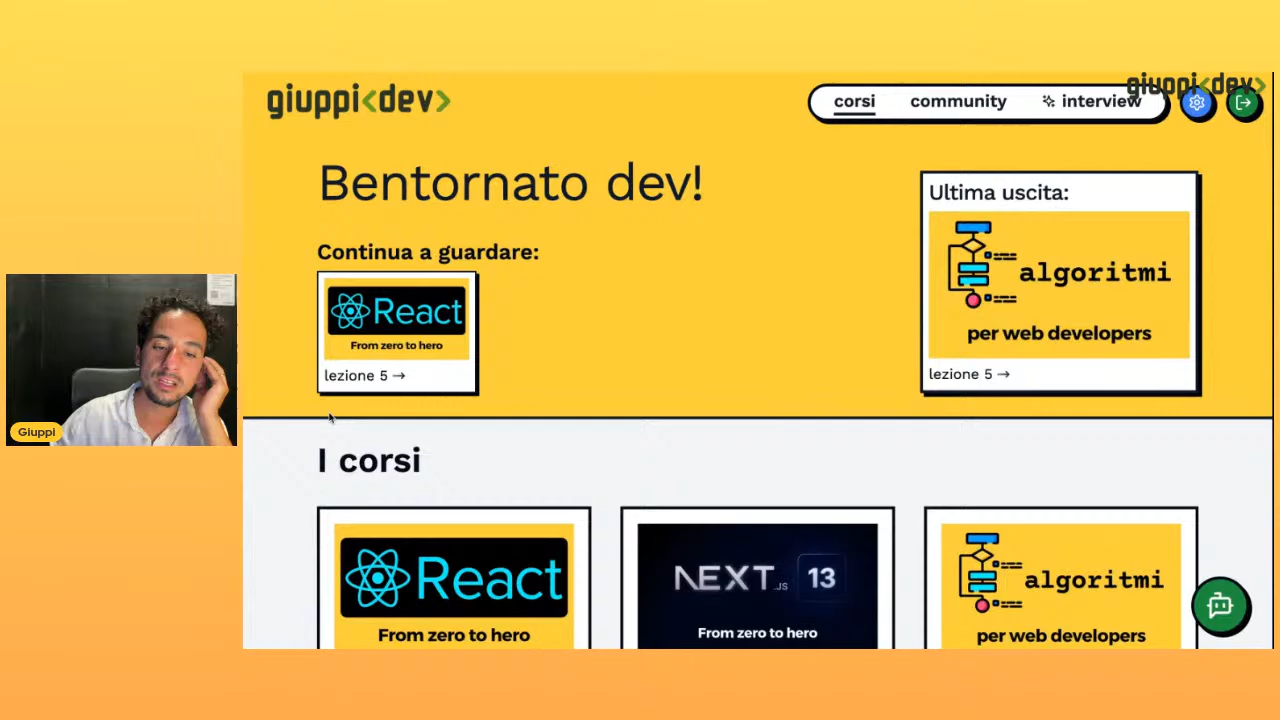 giuppi<dev>
corsi
community
interview
giuppi<dev>
Bentornato dev!
Continua a guardare:
React
From zero to hero
lezione 5 →
Ultima uscita:
algoritmi
per web developers
lezione 5 →
Giuppi
I corsi
React
From zero to hero
NEXT.JS 13
From zero to hero
algoritmi
per web developers